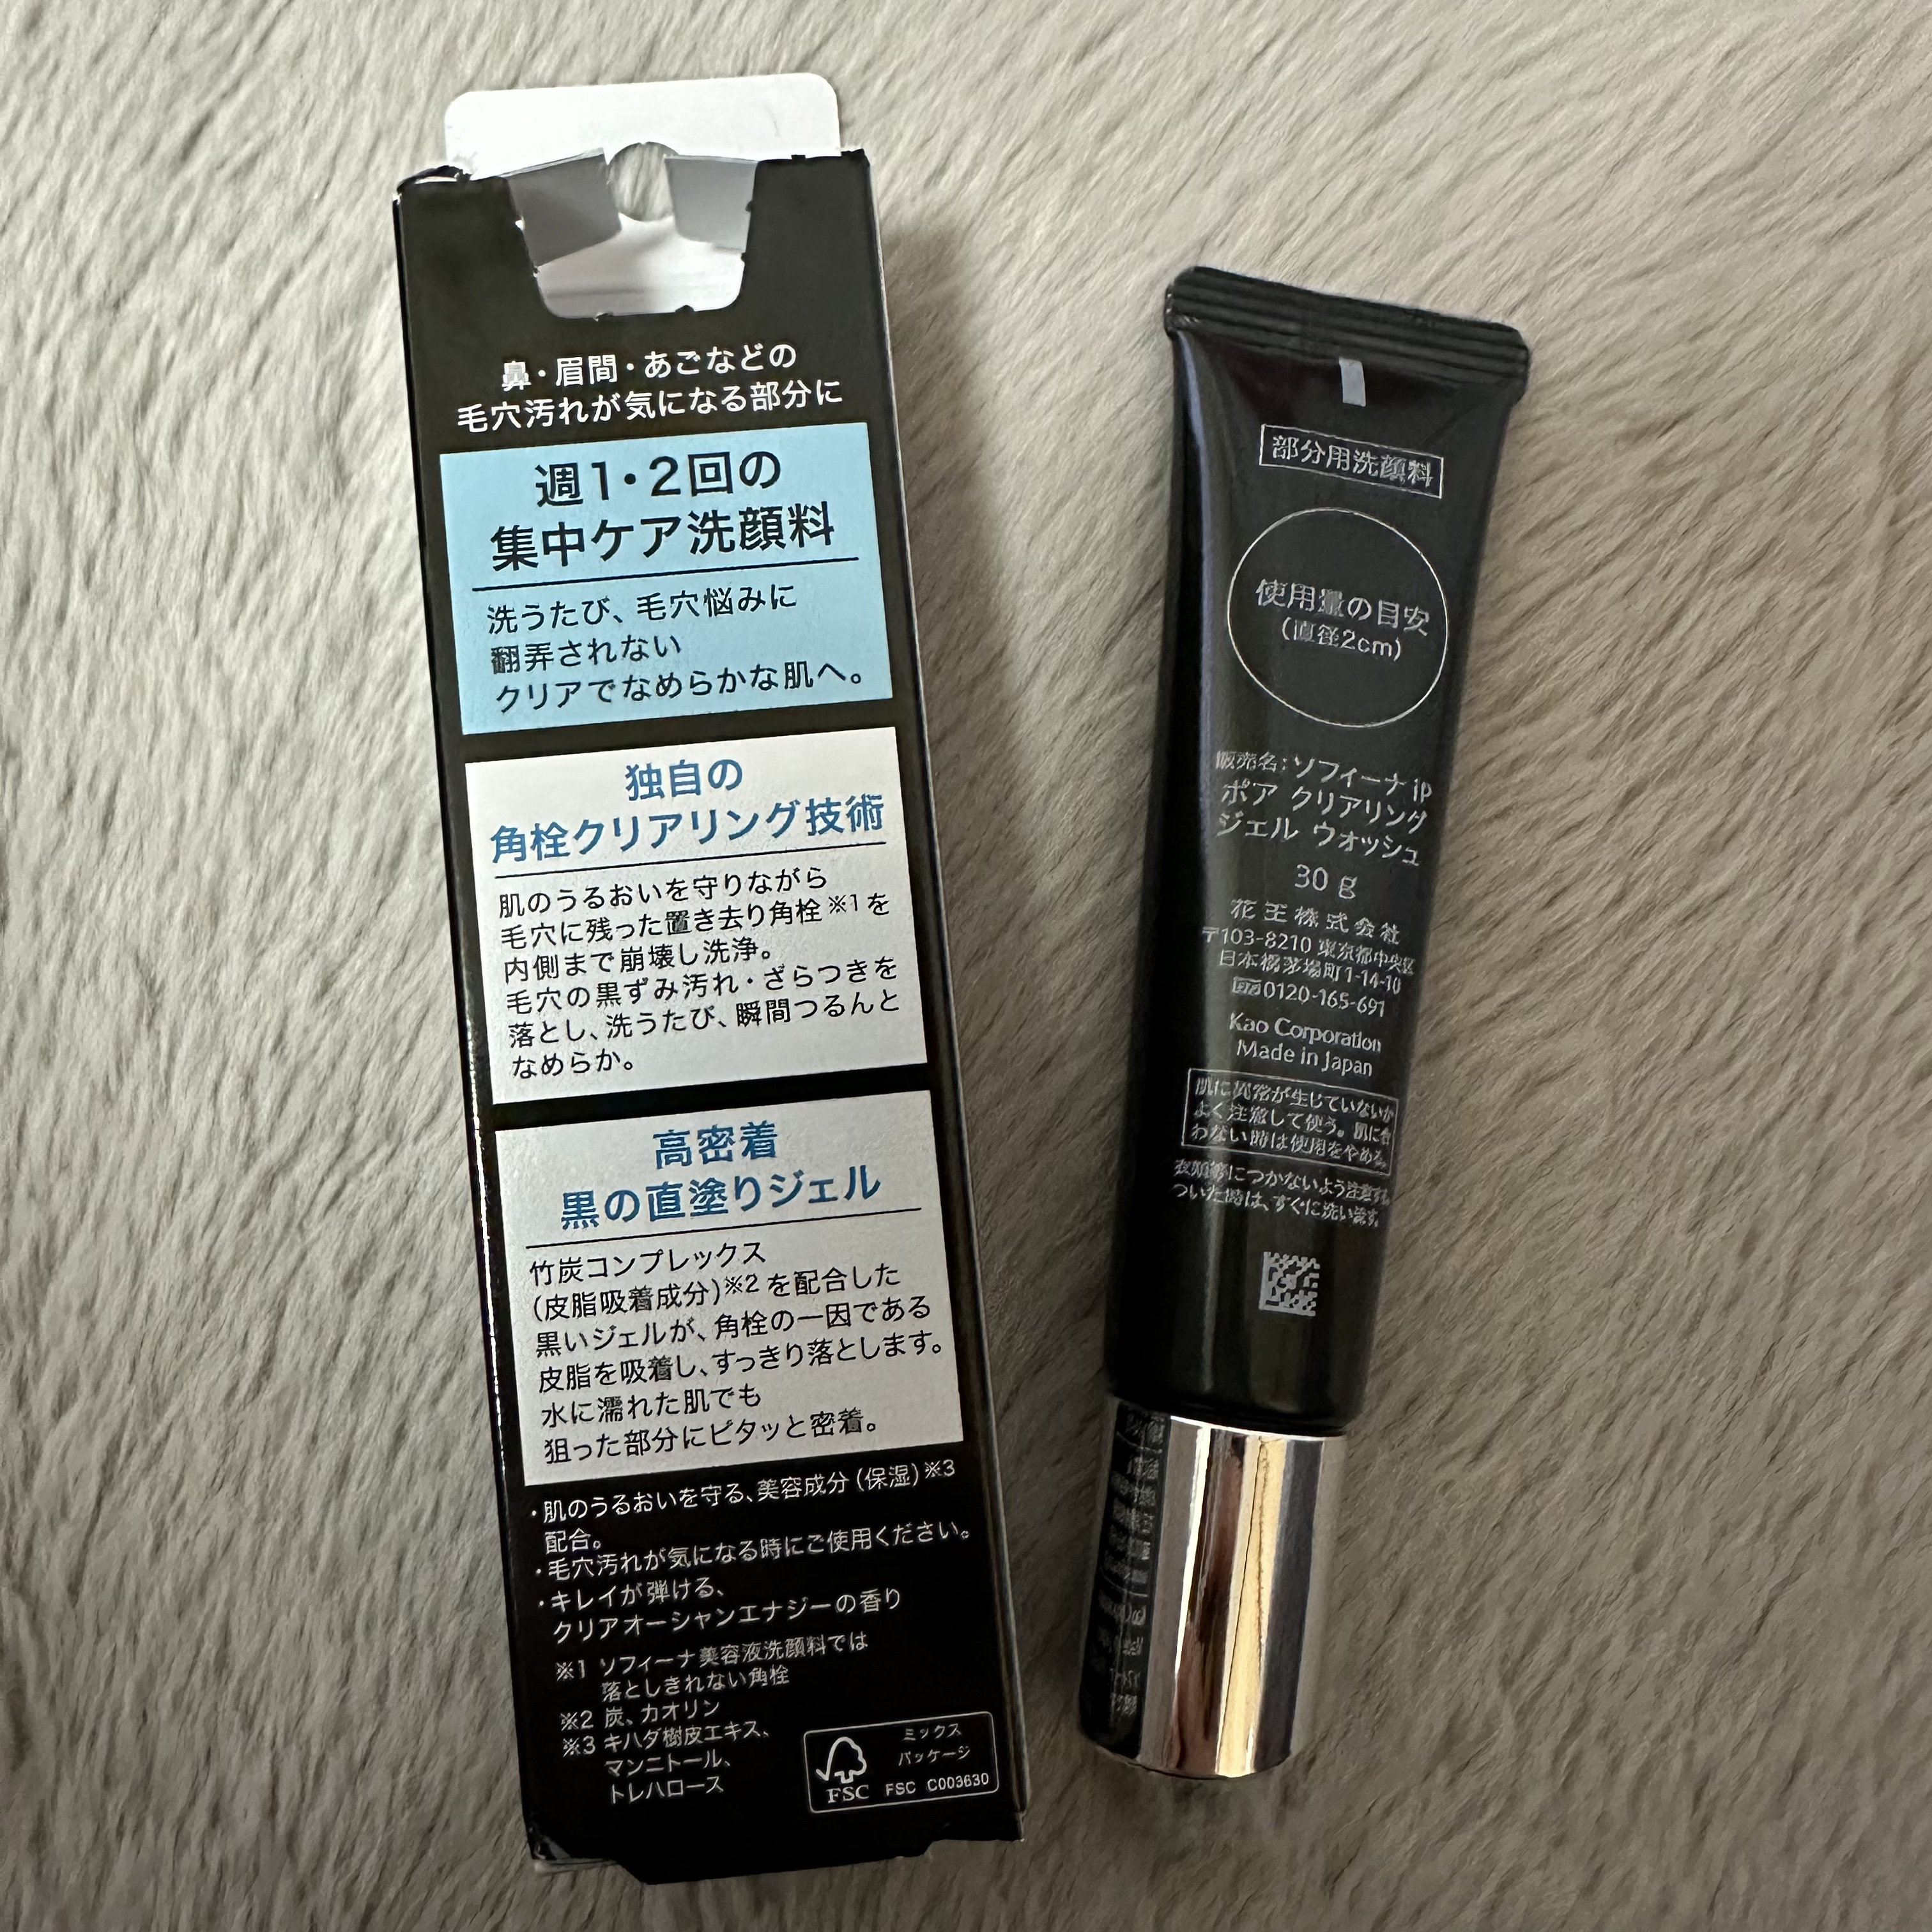 鼻・眉間・あごなどの
毛穴汚れが気になる部分に
週1・2回の
集中ケア洗顔料
洗うたび、毛穴悩みに
翻弄されない
クリアでなめらかな肌へ。
独自の
角栓クリアリング技術
肌のうるおいを守りながら
毛穴に残った置き去り角栓※1を
内側まで崩壊し洗浄。
毛穴の黒ずみ汚れ・ざらつきを
落とし、洗うたび、瞬間つるんと
なめらか。
高密着
黒の直塗りジェル
竹炭コンプレックス
(皮脂吸着成分)※2を配合した
黒いジェルが、角栓の一因である
皮脂を吸着し、すっきり落とします。
水に濡れた肌でも
狙った部分にピタッと密着。
・肌のうるおいを守る、美容成分(保湿)※3
配合。
・毛穴汚れが気になる時にご使用ください。
・キレイが弾ける、
クリアオーシャンエナジーの香り
※1 ソフィーナ美容液洗顔料では
落としきれない角栓
※2 炭、カオリン
※3 キハダ樹皮エキス、
マンニトール、
トレハロース
ミックス
パッケージ
FSC FSC C003630
部分用洗顔料
使用量の目安
(直径2cm)
販売名:ソフィーナ iP
ポア クリアリング
ジェル ウォッシュ
30 g
花王株式会社
〒103-8210 東京都中央区
日本橋茅場町1-14-10
0120-165-691
Kao Corporation
Made in Japan
肌に異常が生じていないか
よく注意して使う。肌に合
わない時は使用をやめる。
衣類等につかないよう注意する。
ついた時は、すぐに洗い流す。